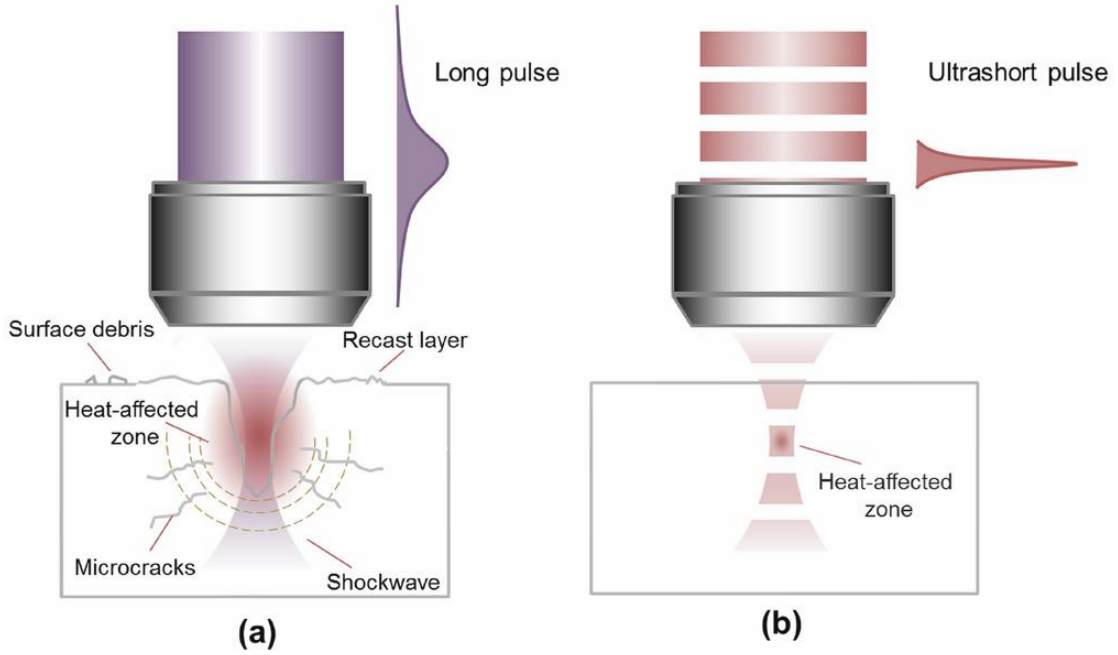 Long pulse
Ultrashort pulse
Surface debris
Recast layer
Heat-affected
zone
Heat-affected
zone
Microcracks
Shockwave
(a)
(b)